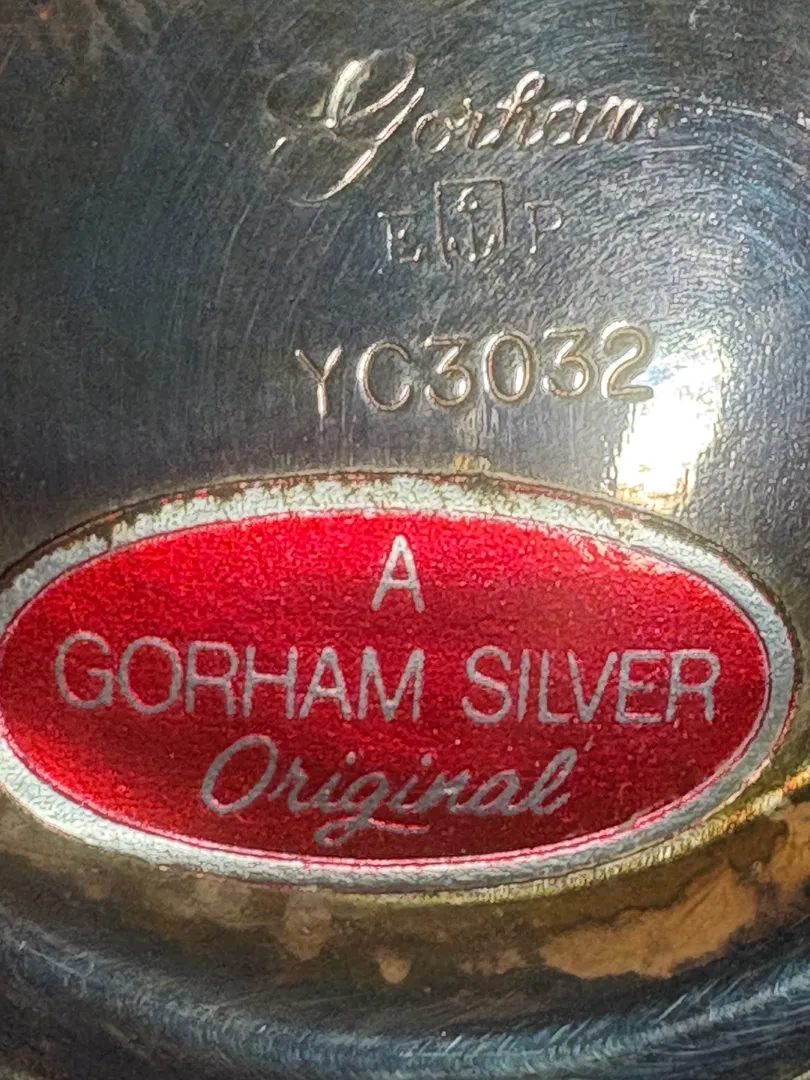 Gorham
E P
YC3032
A
GORHAM SILVER
Original